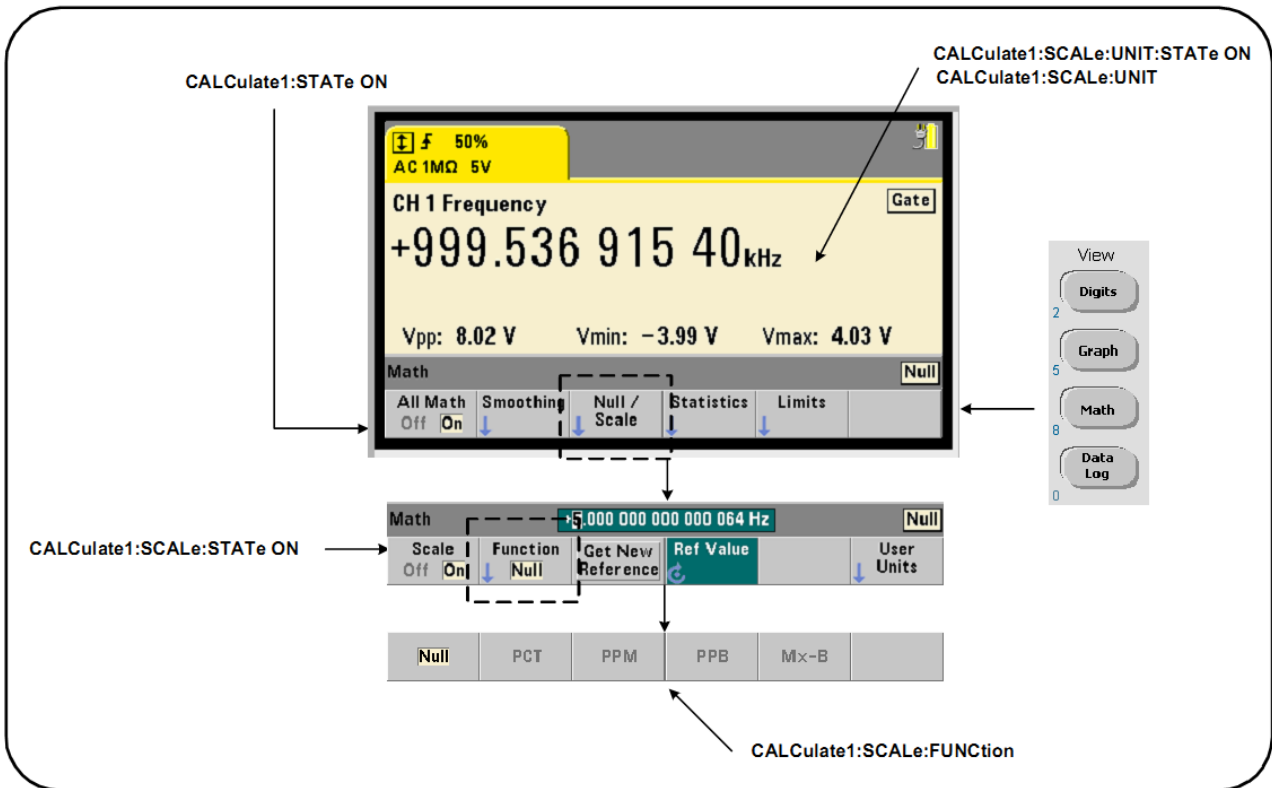 CALCulate1:SCALe:UNIT:STATe ON
CALCulate1:SCALe:UNIT
CALCulate1:STATe ON
50%
AC 1MΩ 5V
CH 1 Frequency
Gate
+999.536 915 40kHz
Vpp: 8.02 V Vmin: -3.99 V Vmax: 4.03 V
Math Null
All Math Smoothing Null / Statistics Limits
Off On Scale
View
Digits
2
Graph
5
Math
8
Data
Log
0
Math +5.000 000 000 000 064 Hz Null
CALCulate1:SCALe:STATe ON
Scale Function Get New Ref Value User
Off On Null Reference Units
Null PCT PPM PPB Mx-B
CALCulate1:SCALe:FUNCtion